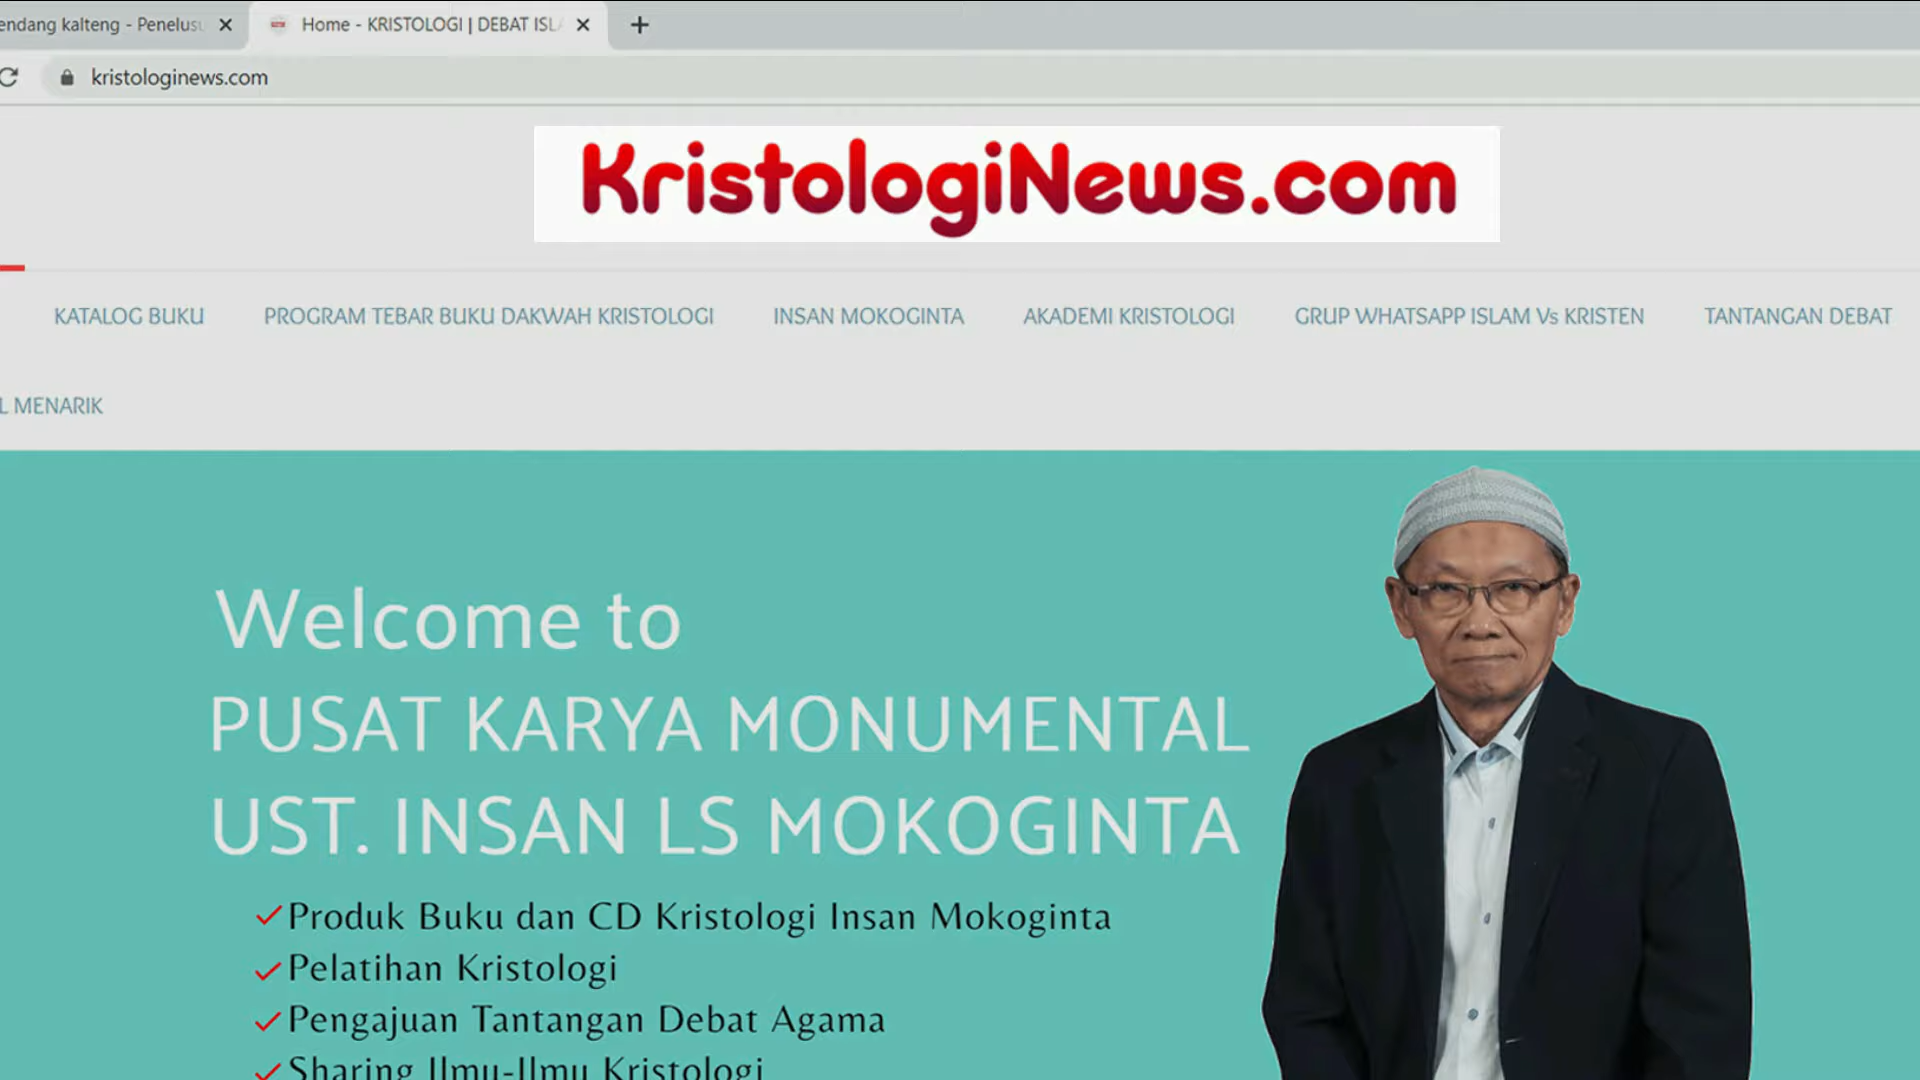 endang kalteng - Penelusu
Home - KRISTOLOGI | DEBAT ISLA
kristologinews.com
KristologiNews.com
KATALOG BUKU
PROGRAM TEBAR BUKU DAKWAH KRISTOLOGI
INSAN MOKOGINTA
AKADEMI KRISTOLOGI
GRUP WHATSAPP ISLAM Vs KRISTEN
TANTANGAN DEBAT
L MENARIK
Welcome to
PUSAT KARYA MONUMENTAL
UST. INSAN LS MOKOGINTA
Produk Buku dan CD Kristologi Insan Mokoginta
Pelatihan Kristologi
Pengajuan Tantangan Debat Agama
Sharing Ilmu-Ilmu Kristologi